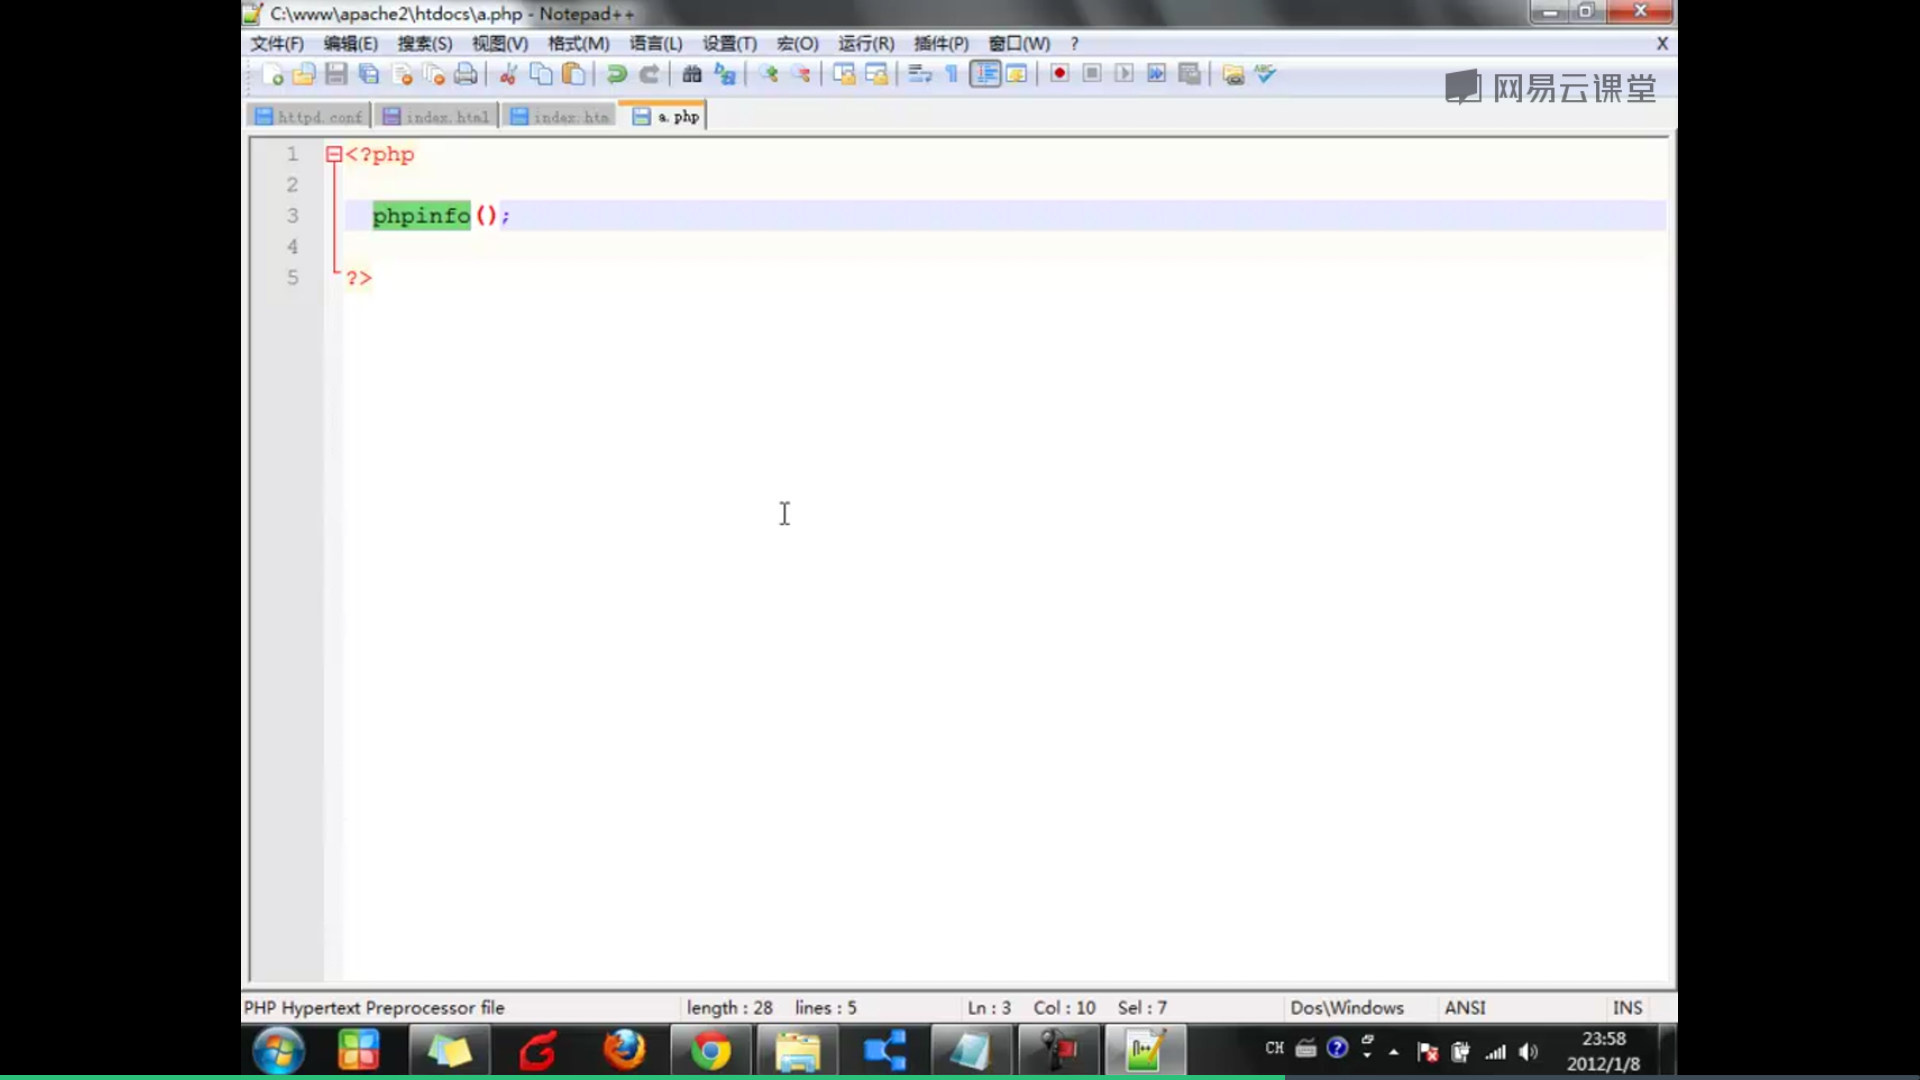 C:\www\apache2\htdocs\a.php - Notepad++
文件(F) 编辑(E) 搜索(S) 视图(V) 格式(M) 语言(L) 设置(T) 宏(O) 运行(R) 插件(P) 窗口(W) ? X
网易云课堂
httpd.conf index.html index.htm a.php
1 <?php
2
3 phpinfo();
4
5 ?>
PHP Hypertext Preprocessor file length : 28 lines : 5 Ln : 3 Col : 10 Sel : 7 Dos\Windows ANSI INS
CH 23:58
2012/1/8